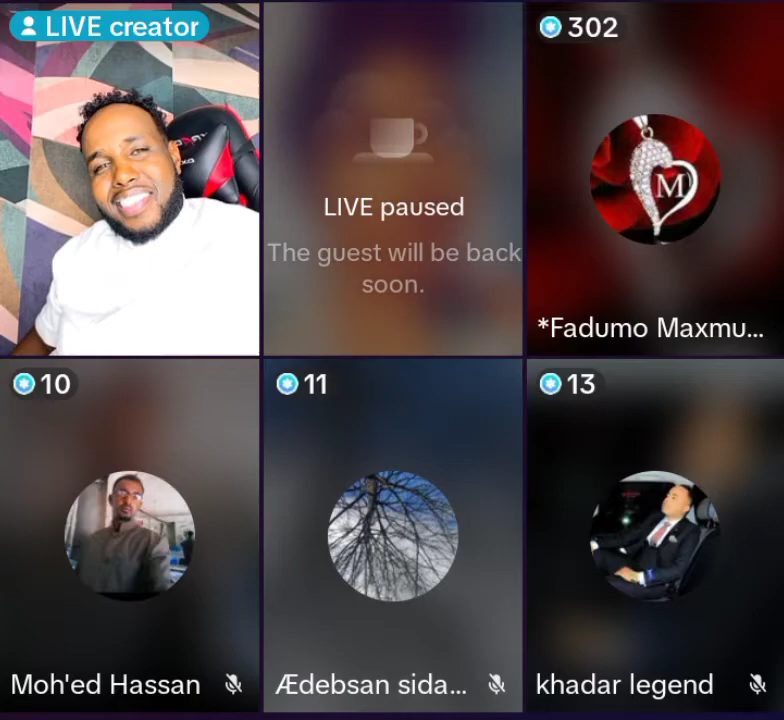 LIVE creator
302
LIVE paused
The guest will be back
soon.
M
*Fadumo Maxmu...
10
11
13
Moh'ed Hassan
Ædebsan sida...
khadar legend